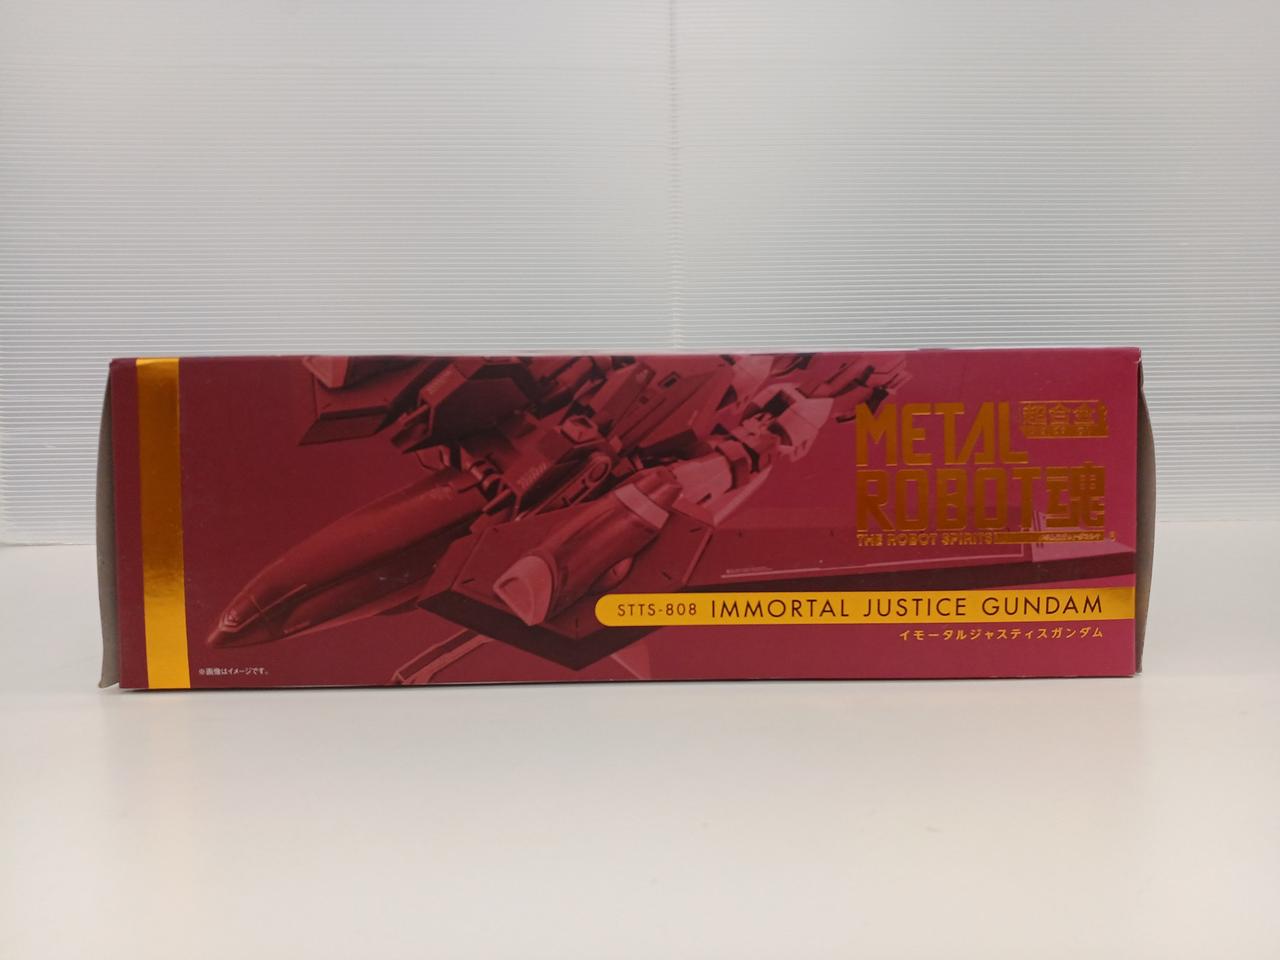 METAL 超合金
ROBOT魂
THE ROBOT SPIRITS
STTS-808 IMMORTAL JUSTICE GUNDAM
イモータルジャスティスガンダム
※画像はイメージです。